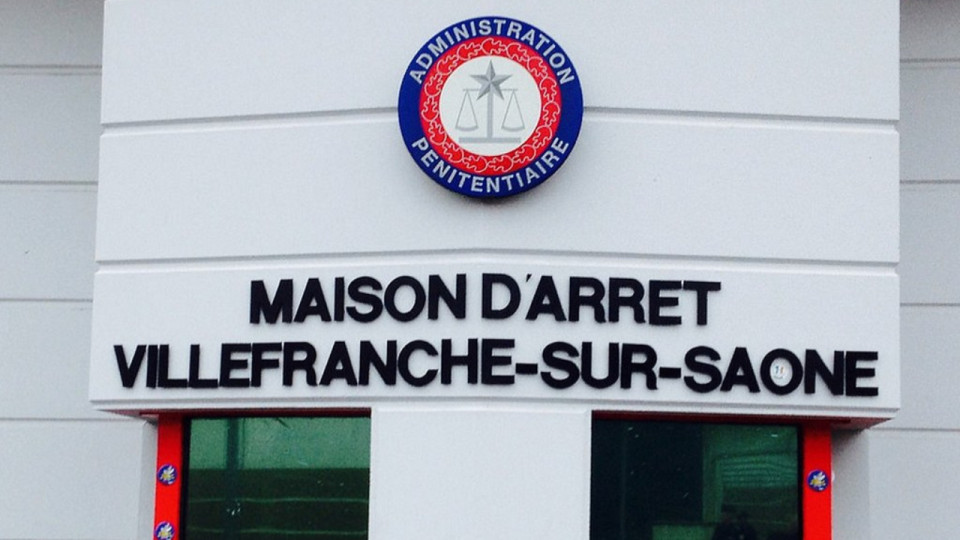 ADMINISTRATION
PENITENTIAIRE
MAISON D'ARRET
VILLEFRANCHE-SUR-SAONE